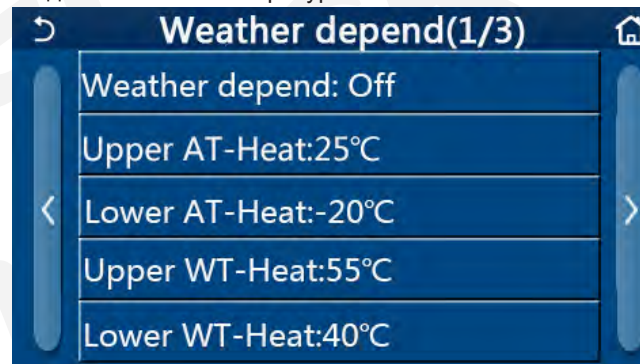 Weather depend(1/3)
Weather depend: Off
Upper AT-Heat:25℃
Lower AT-Heat:-20℃
Upper WT-Heat:55℃
Lower WT-Heat:40℃